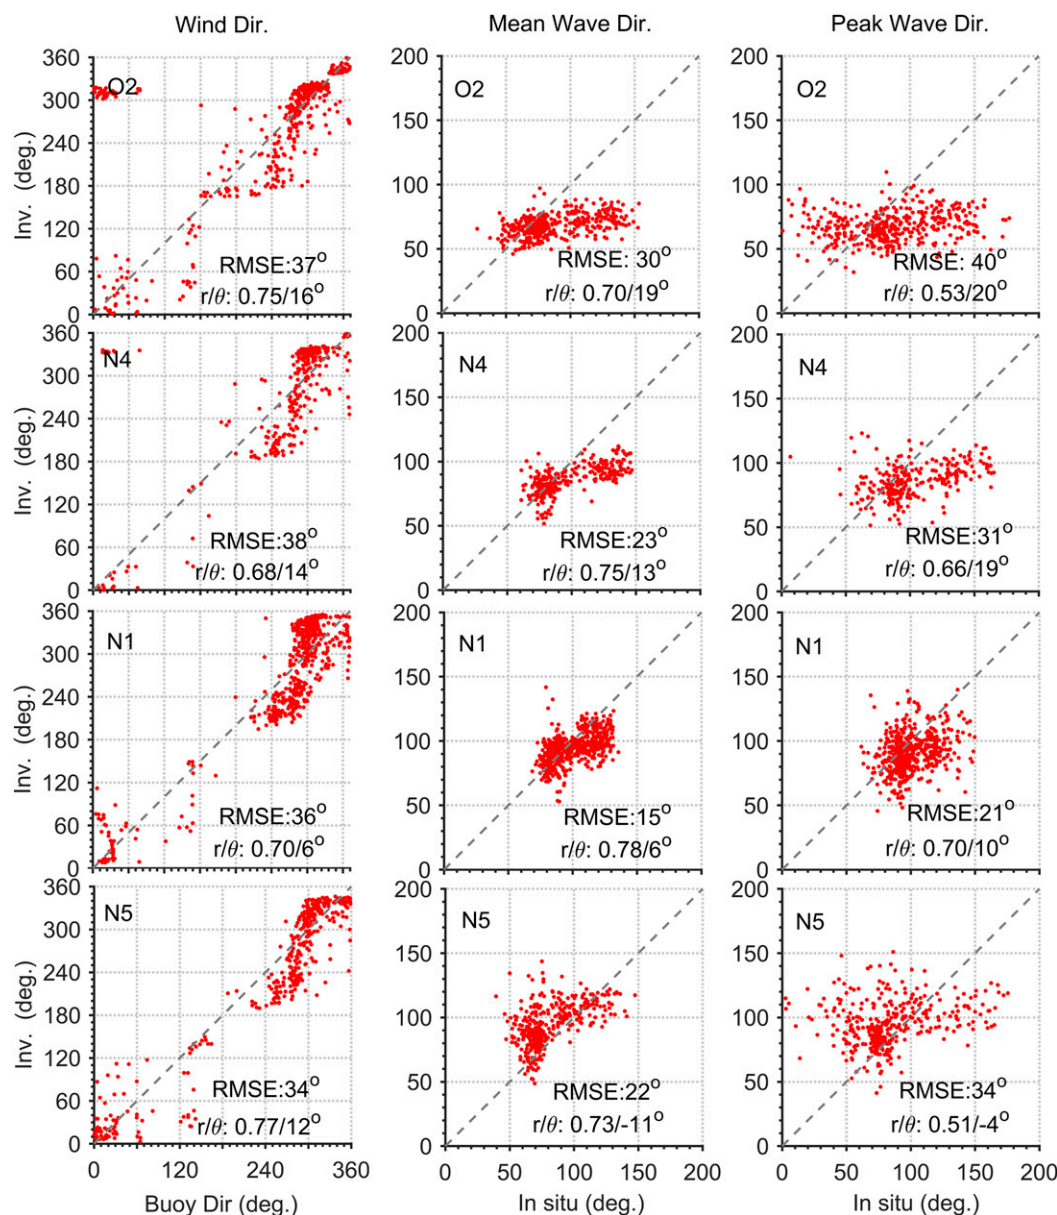 Wind Dir. Mean Wave Dir. Peak Wave Dir.
360 300 240 180 120 60 0
Inv. (deg.)
O2
RMSE:37°
r/θ: 0.75/16°
200 150 100 50 0
O2
RMSE: 30°
r/θ: 0.70/19°
200 150 100 50 0
O2
RMSE: 40°
r/θ: 0.53/20°
360 300 240 180 120 60 0
Inv. (deg.)
N4
RMSE:38°
r/θ: 0.68/14°
200 150 100 50 0
N4
RMSE:23°
r/θ: 0.75/13°
200 150 100 50 0
N4
RMSE:31°
r/θ: 0.66/19°
360 300 240 180 120 60 0
Inv. (deg.)
N1
RMSE:36°
r/θ: 0.70/6°
200 150 100 50 0
N1
RMSE:15°
r/θ: 0.78/6°
200 150 100 50 0
N1
RMSE:21°
r/θ: 0.70/10°
360 300 240 180 120 60 0
Inv. (deg.)
N5
RMSE:34°
r/θ: 0.77/12°
200 150 100 50 0
N5
RMSE:22°
r/θ: 0.73/-11°
200 150 100 50 0
N5
RMSE:34°
r/θ: 0.51/-4°
0 120 240 360 0 50 100 150 200 0 50 100 150 200
Buoy Dir (deg.) In situ (deg.) In situ (deg.)